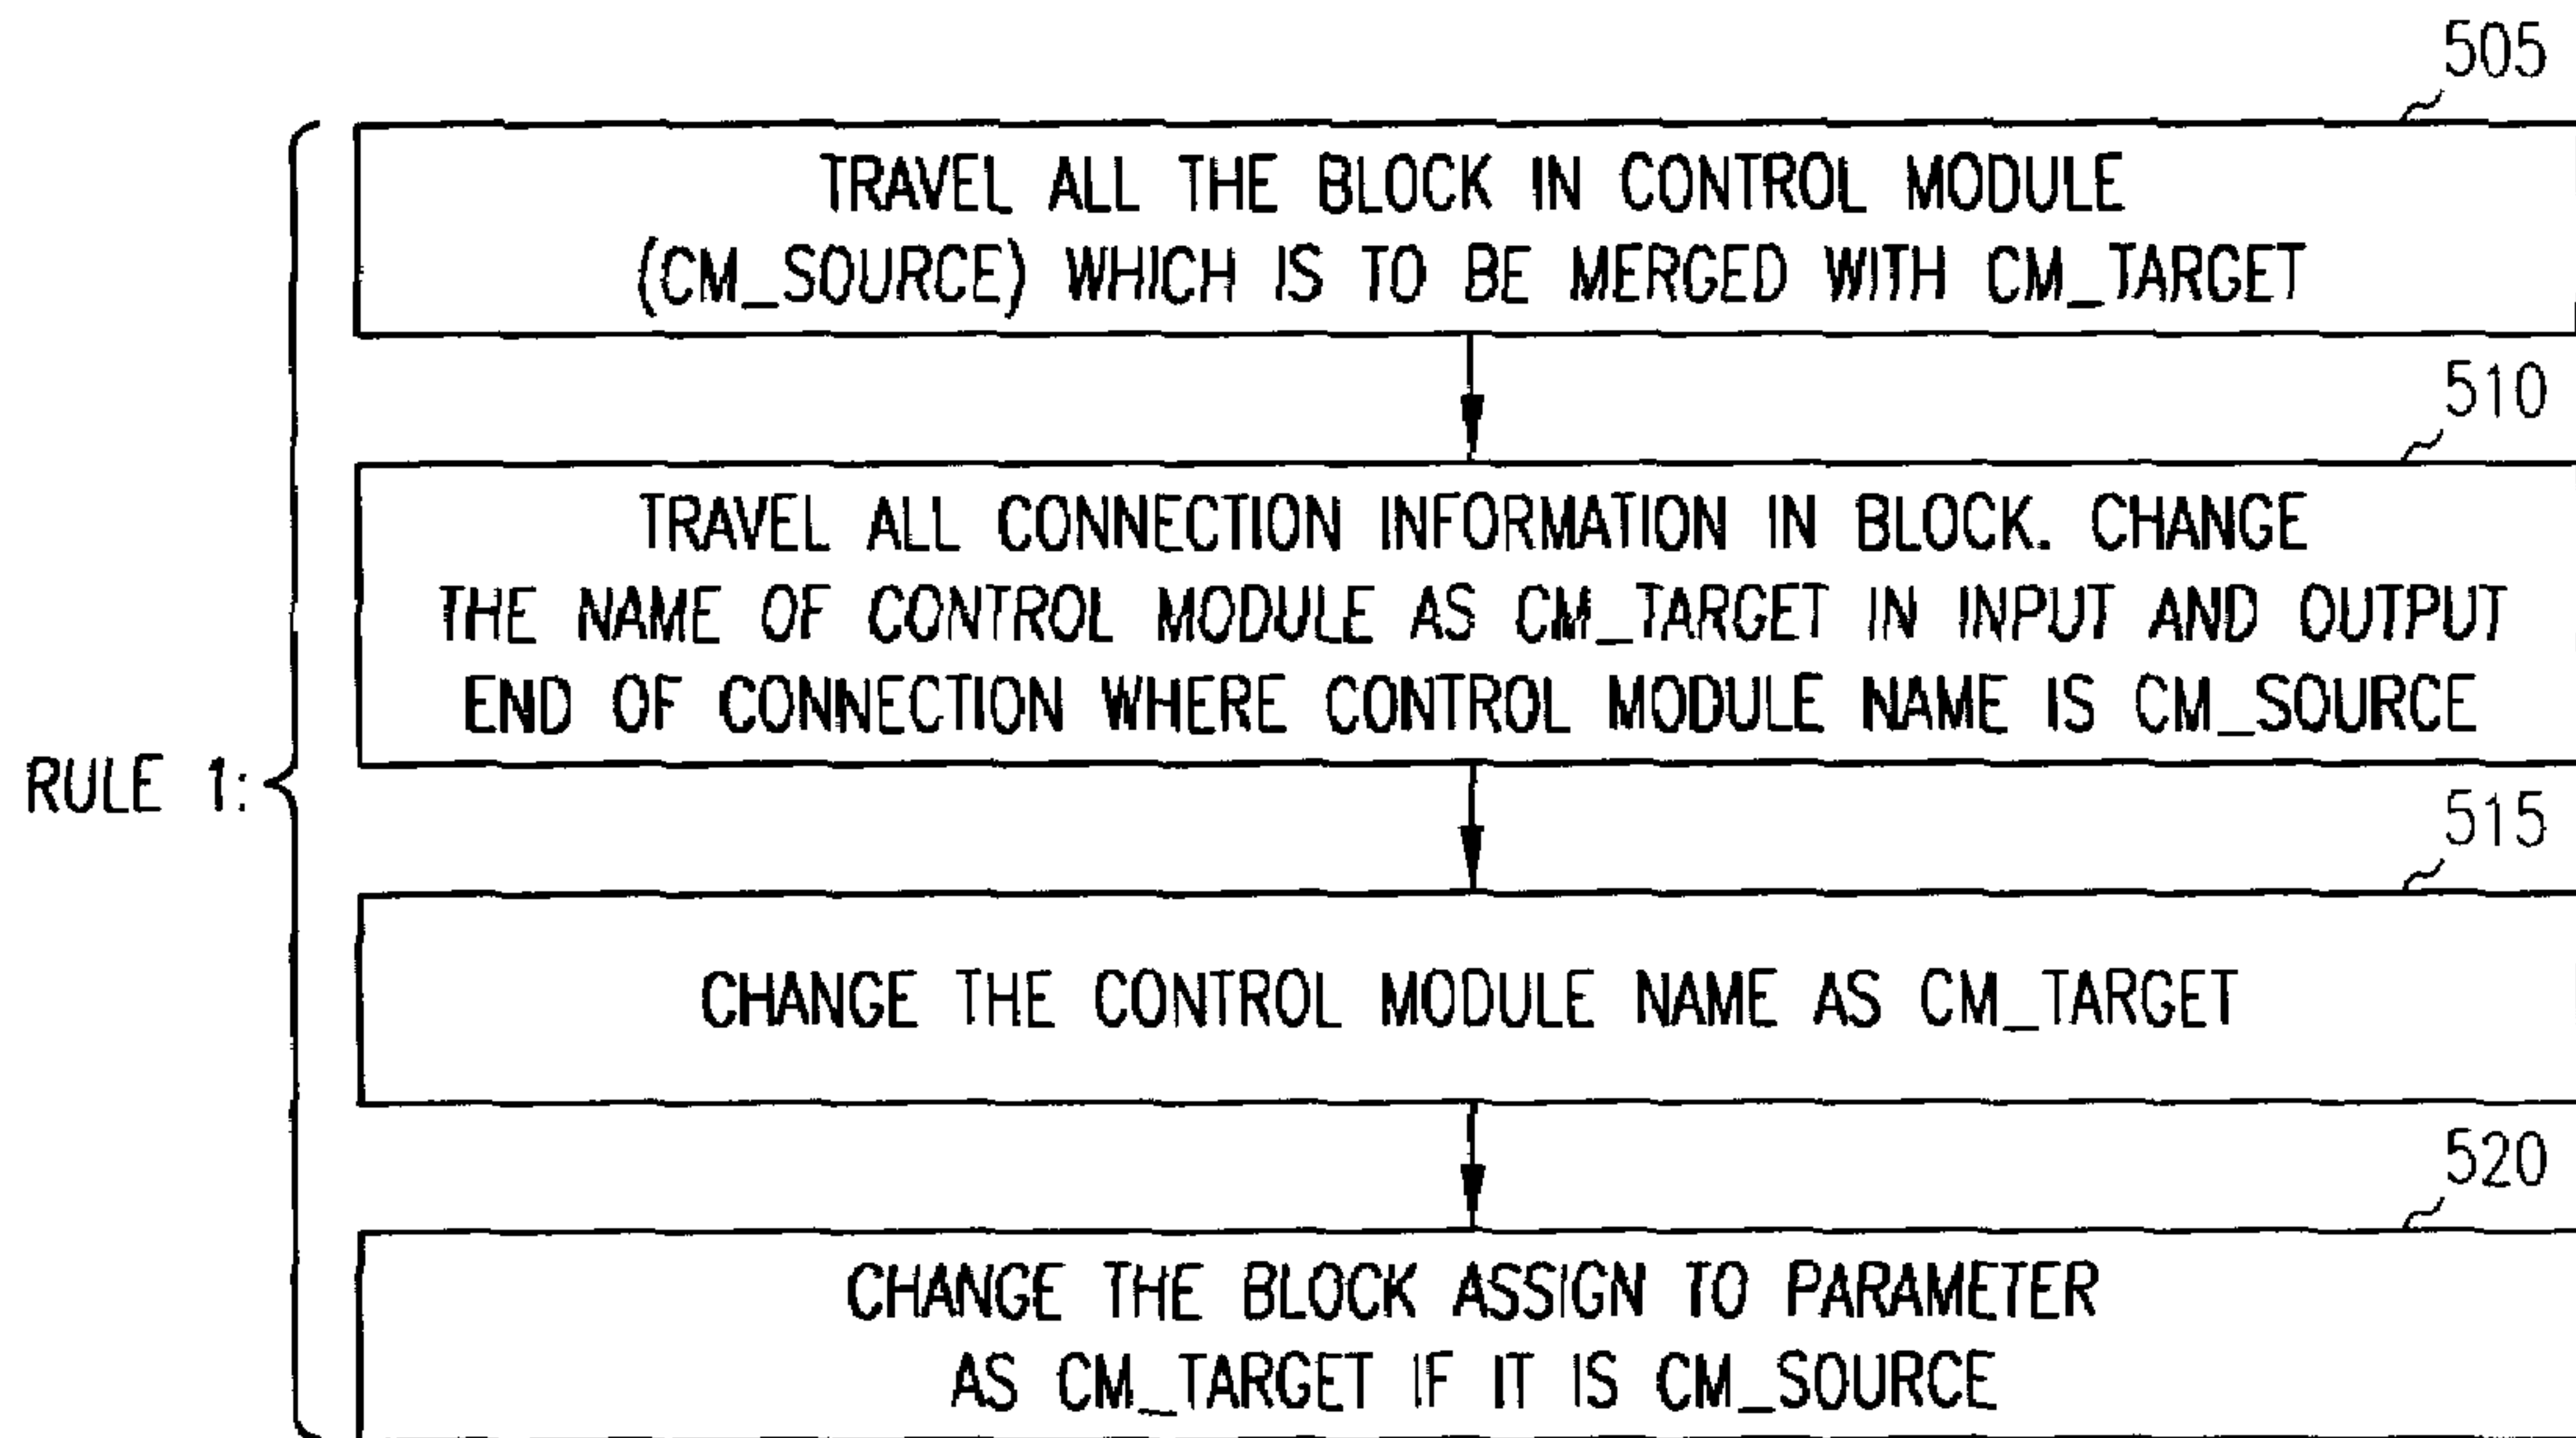 505
TRAVEL ALL THE BLOCK IN CONTROL MODULE
(CM_SOURCE) WHICH IS TO BE MERGED WITH CM_TARGET
510
TRAVEL ALL CONNECTION INFORMATION IN BLOCK. CHANGE
THE NAME OF CONTROL MODULE AS CM_TARGET IN INPUT AND OUTPUT
END OF CONNECTION WHERE CONTROL MODULE NAME IS CM_SOURCE
RULE 1:
515
CHANGE THE CONTROL MODULE NAME AS CM_TARGET
520
CHANGE THE BLOCK ASSIGN TO PARAMETER
AS CM_TARGET IF IT IS CM_SOURCE